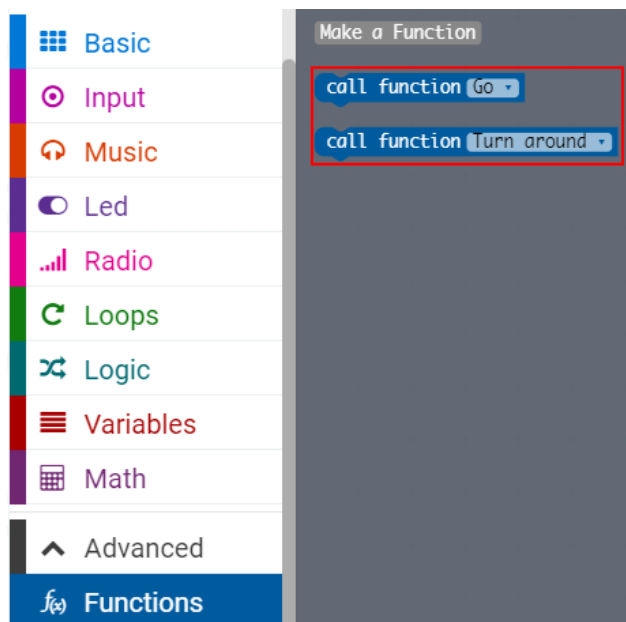 Basic
Input
Music
Led
Radio
Loops
Logic
Variables
Math
Advanced
f(x) Functions
Make a Function
call function Go
call function Turn around